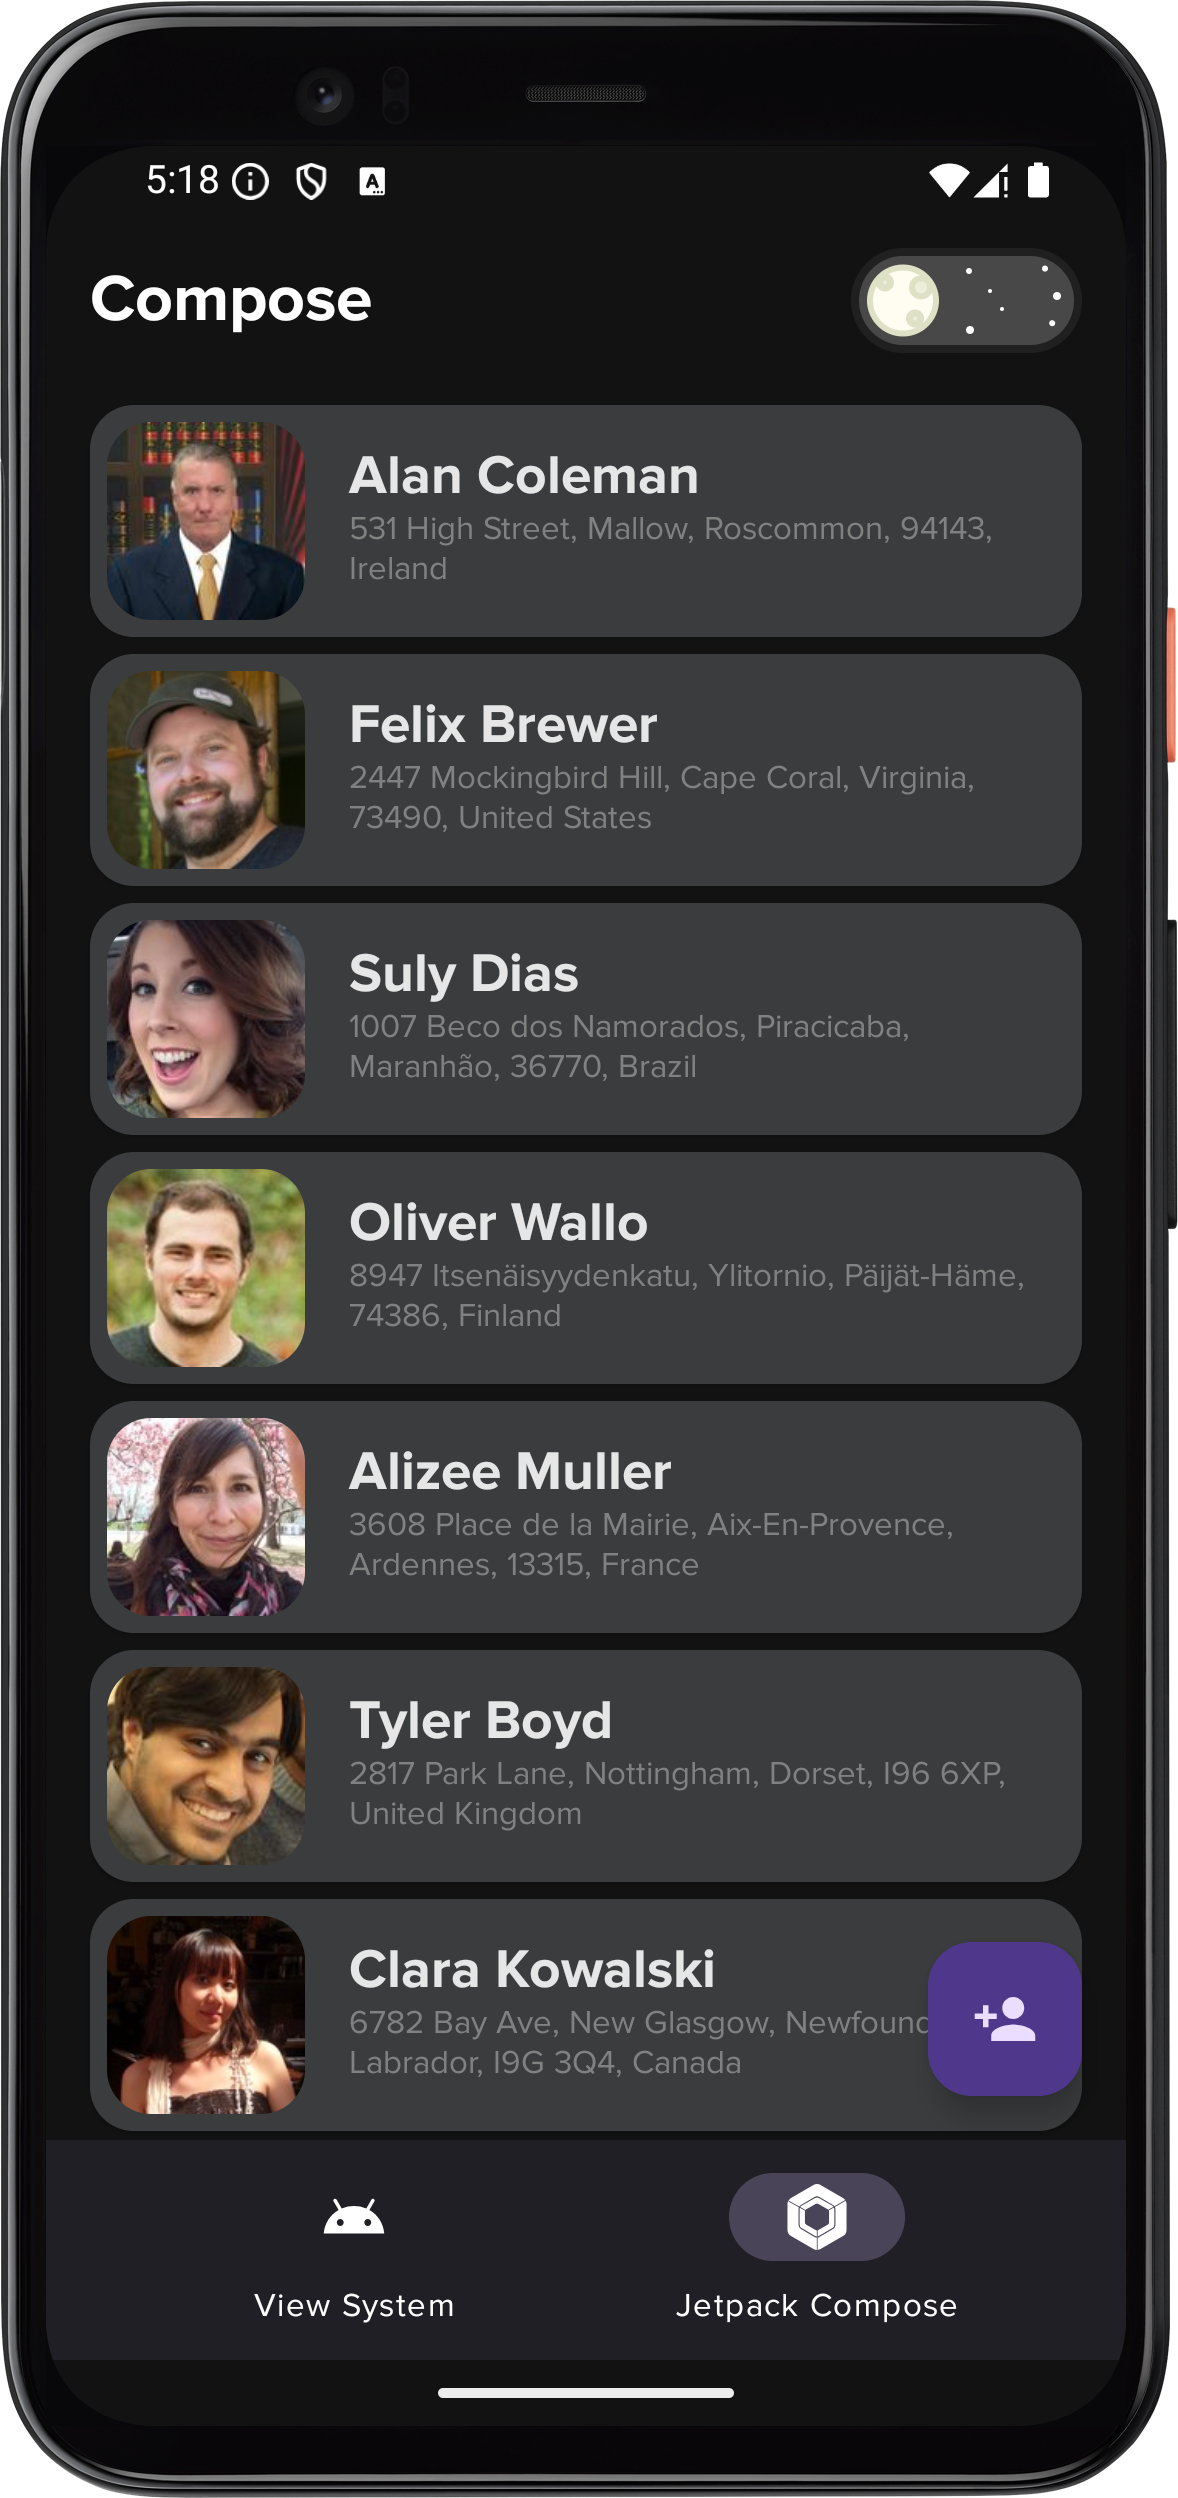 5:18
Compose
Alan Coleman
531 High Street, Mallow, Roscommon, 94143,
Ireland
Felix Brewer
2447 Mockingbird Hill, Cape Coral, Virginia,
73490, United States
Suly Dias
1007 Beco dos Namorados, Piracicaba,
Maranhão, 36770, Brazil
Oliver Wallo
8947 Itsenäisyydenkatu, Ylitornio, Päijät-Häme,
74386, Finland
Alizee Muller
3608 Place de la Mairie, Aix-En-Provence,
Ardennes, 13315, France
Tyler Boyd
2817 Park Lane, Nottingham, Dorset, I96 6XP,
United Kingdom
Clara Kowalski
6782 Bay Ave, New Glasgow, Newfound
Labrador, I9G 3Q4, Canada
View System
Jetpack Compose